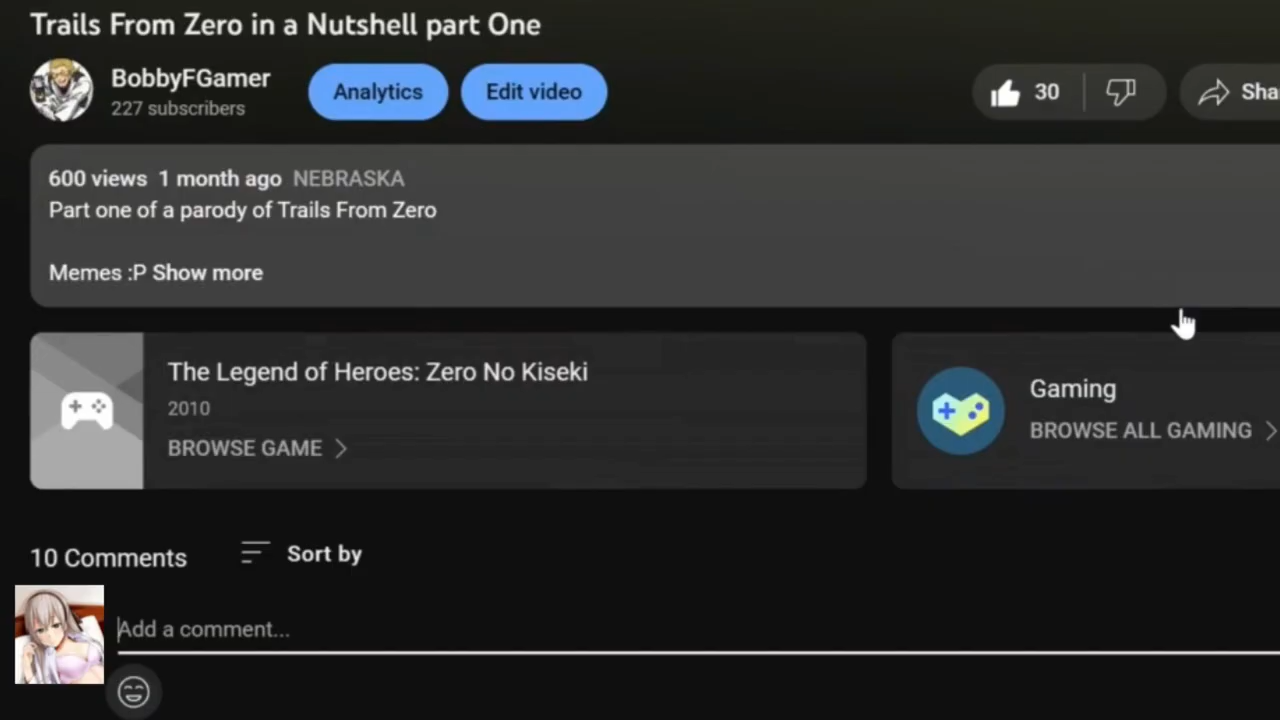 Trails From Zero in a Nutshell part One
BobbyFGamer
227 subscribers
Analytics
Edit video
30
Sha
600 views 1 month ago NEBRASKA
Part one of a parody of Trails From Zero
Memes :P Show more
The Legend of Heroes: Zero No Kiseki
2010
BROWSE GAME
Gaming
BROWSE ALL GAMING
10 Comments
Sort by
Add a comment...